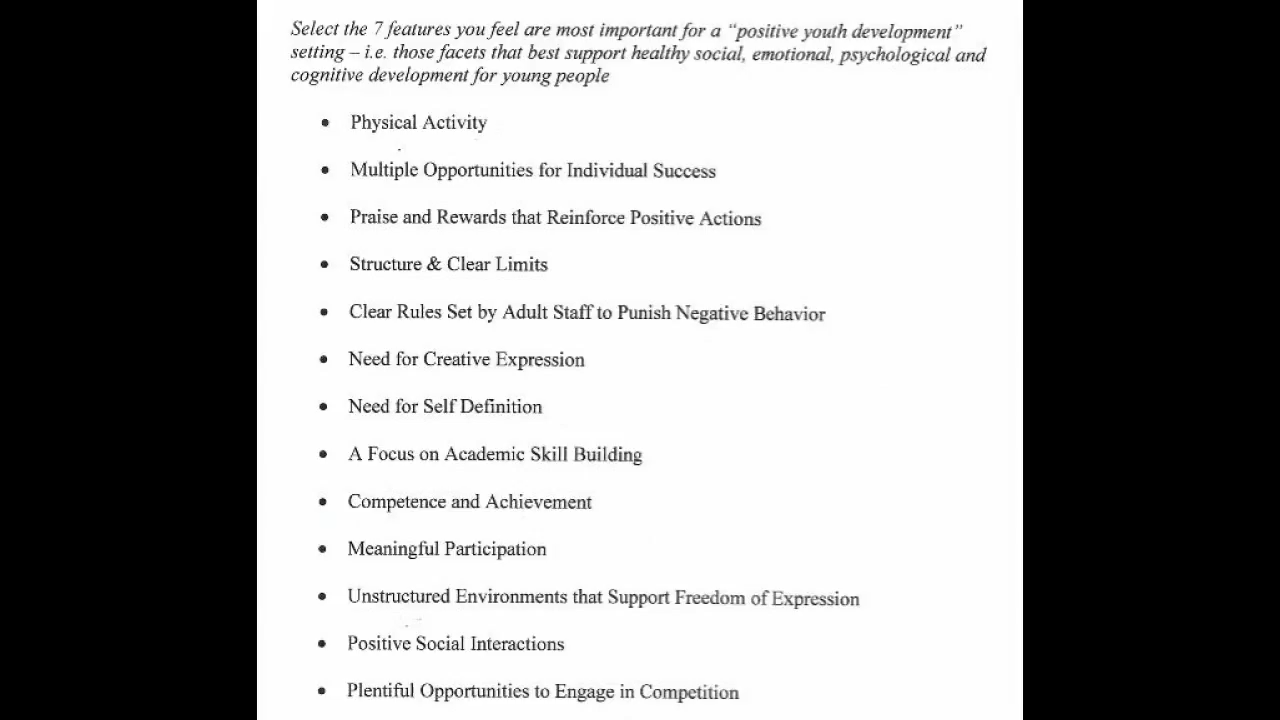 Select the 7 features you feel are most important for a “positive youth development”
setting – i.e. those facets that best support healthy social, emotional, psychological and
cognitive development for young people
• Physical Activity
• Multiple Opportunities for Individual Success
• Praise and Rewards that Reinforce Positive Actions
• Structure & Clear Limits
• Clear Rules Set by Adult Staff to Punish Negative Behavior
• Need for Creative Expression
• Need for Self Definition
• A Focus on Academic Skill Building
• Competence and Achievement
• Meaningful Participation
• Unstructured Environments that Support Freedom of Expression
• Positive Social Interactions
• Plentiful Opportunities to Engage in Competition